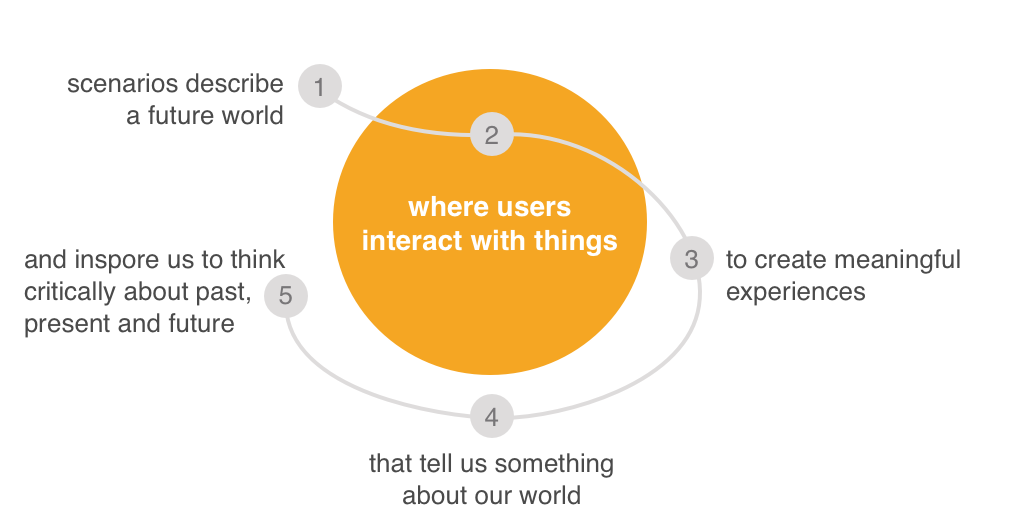 1
scenarios describe
a future world
2
where users
interact with things
3
to create meaningful
experiences
4
that tell us something
about our world
5
and inspore us to think
critically about past,
present and future